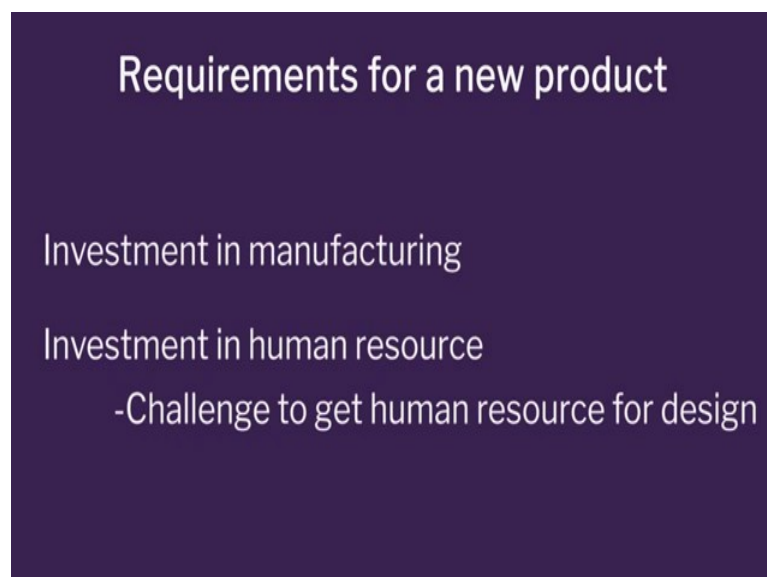 Requirements for a new product
Investment in manufacturing
Investment in human resource
-Challenge to get human resource for design